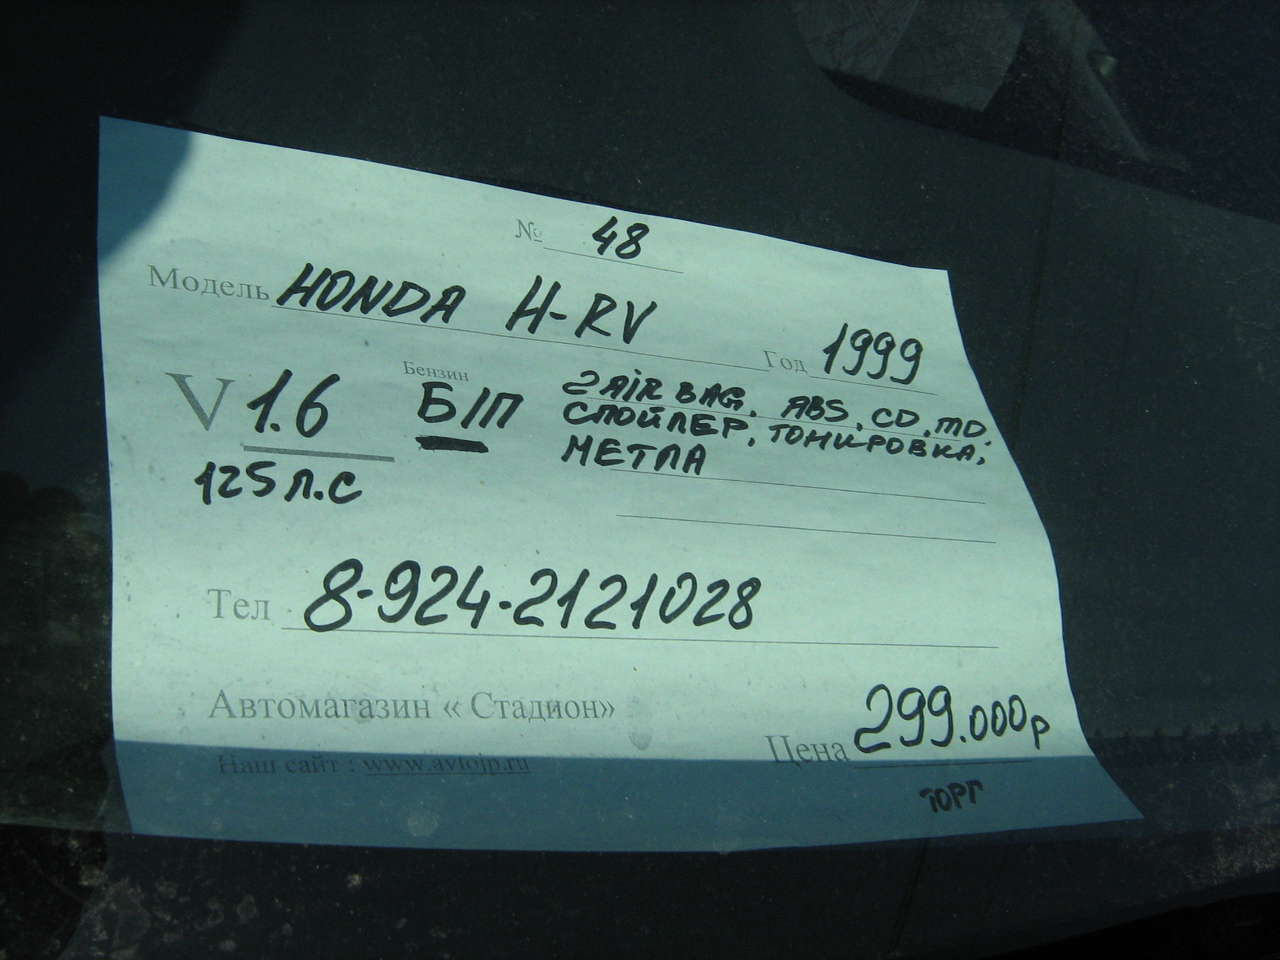 № 48
Модель HONDA H-RV
Год 1999
V 1.6
Бензин
Б/П
2 AIR BAG, ABS, CD, MD,
СПОЙЛЕР, ТОНИРОВКА,
МЕТЛА
125 Л.С
Тел 8-924-2121028
Автомагазин « Стадион»
Цена 299.000р
Наш сайт : www.avtojp.ru
ТОРГ